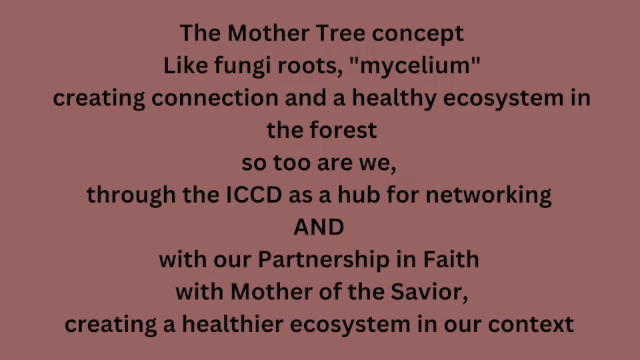 The Mother Tree concept
Like fungi roots, "mycelium"
creating connection and a healthy ecosystem in
the forest
so too are we,
through the ICCD as a hub for networking
AND
with our Partnership in Faith
with Mother of the Savior,
creating a healthier ecosystem in our context